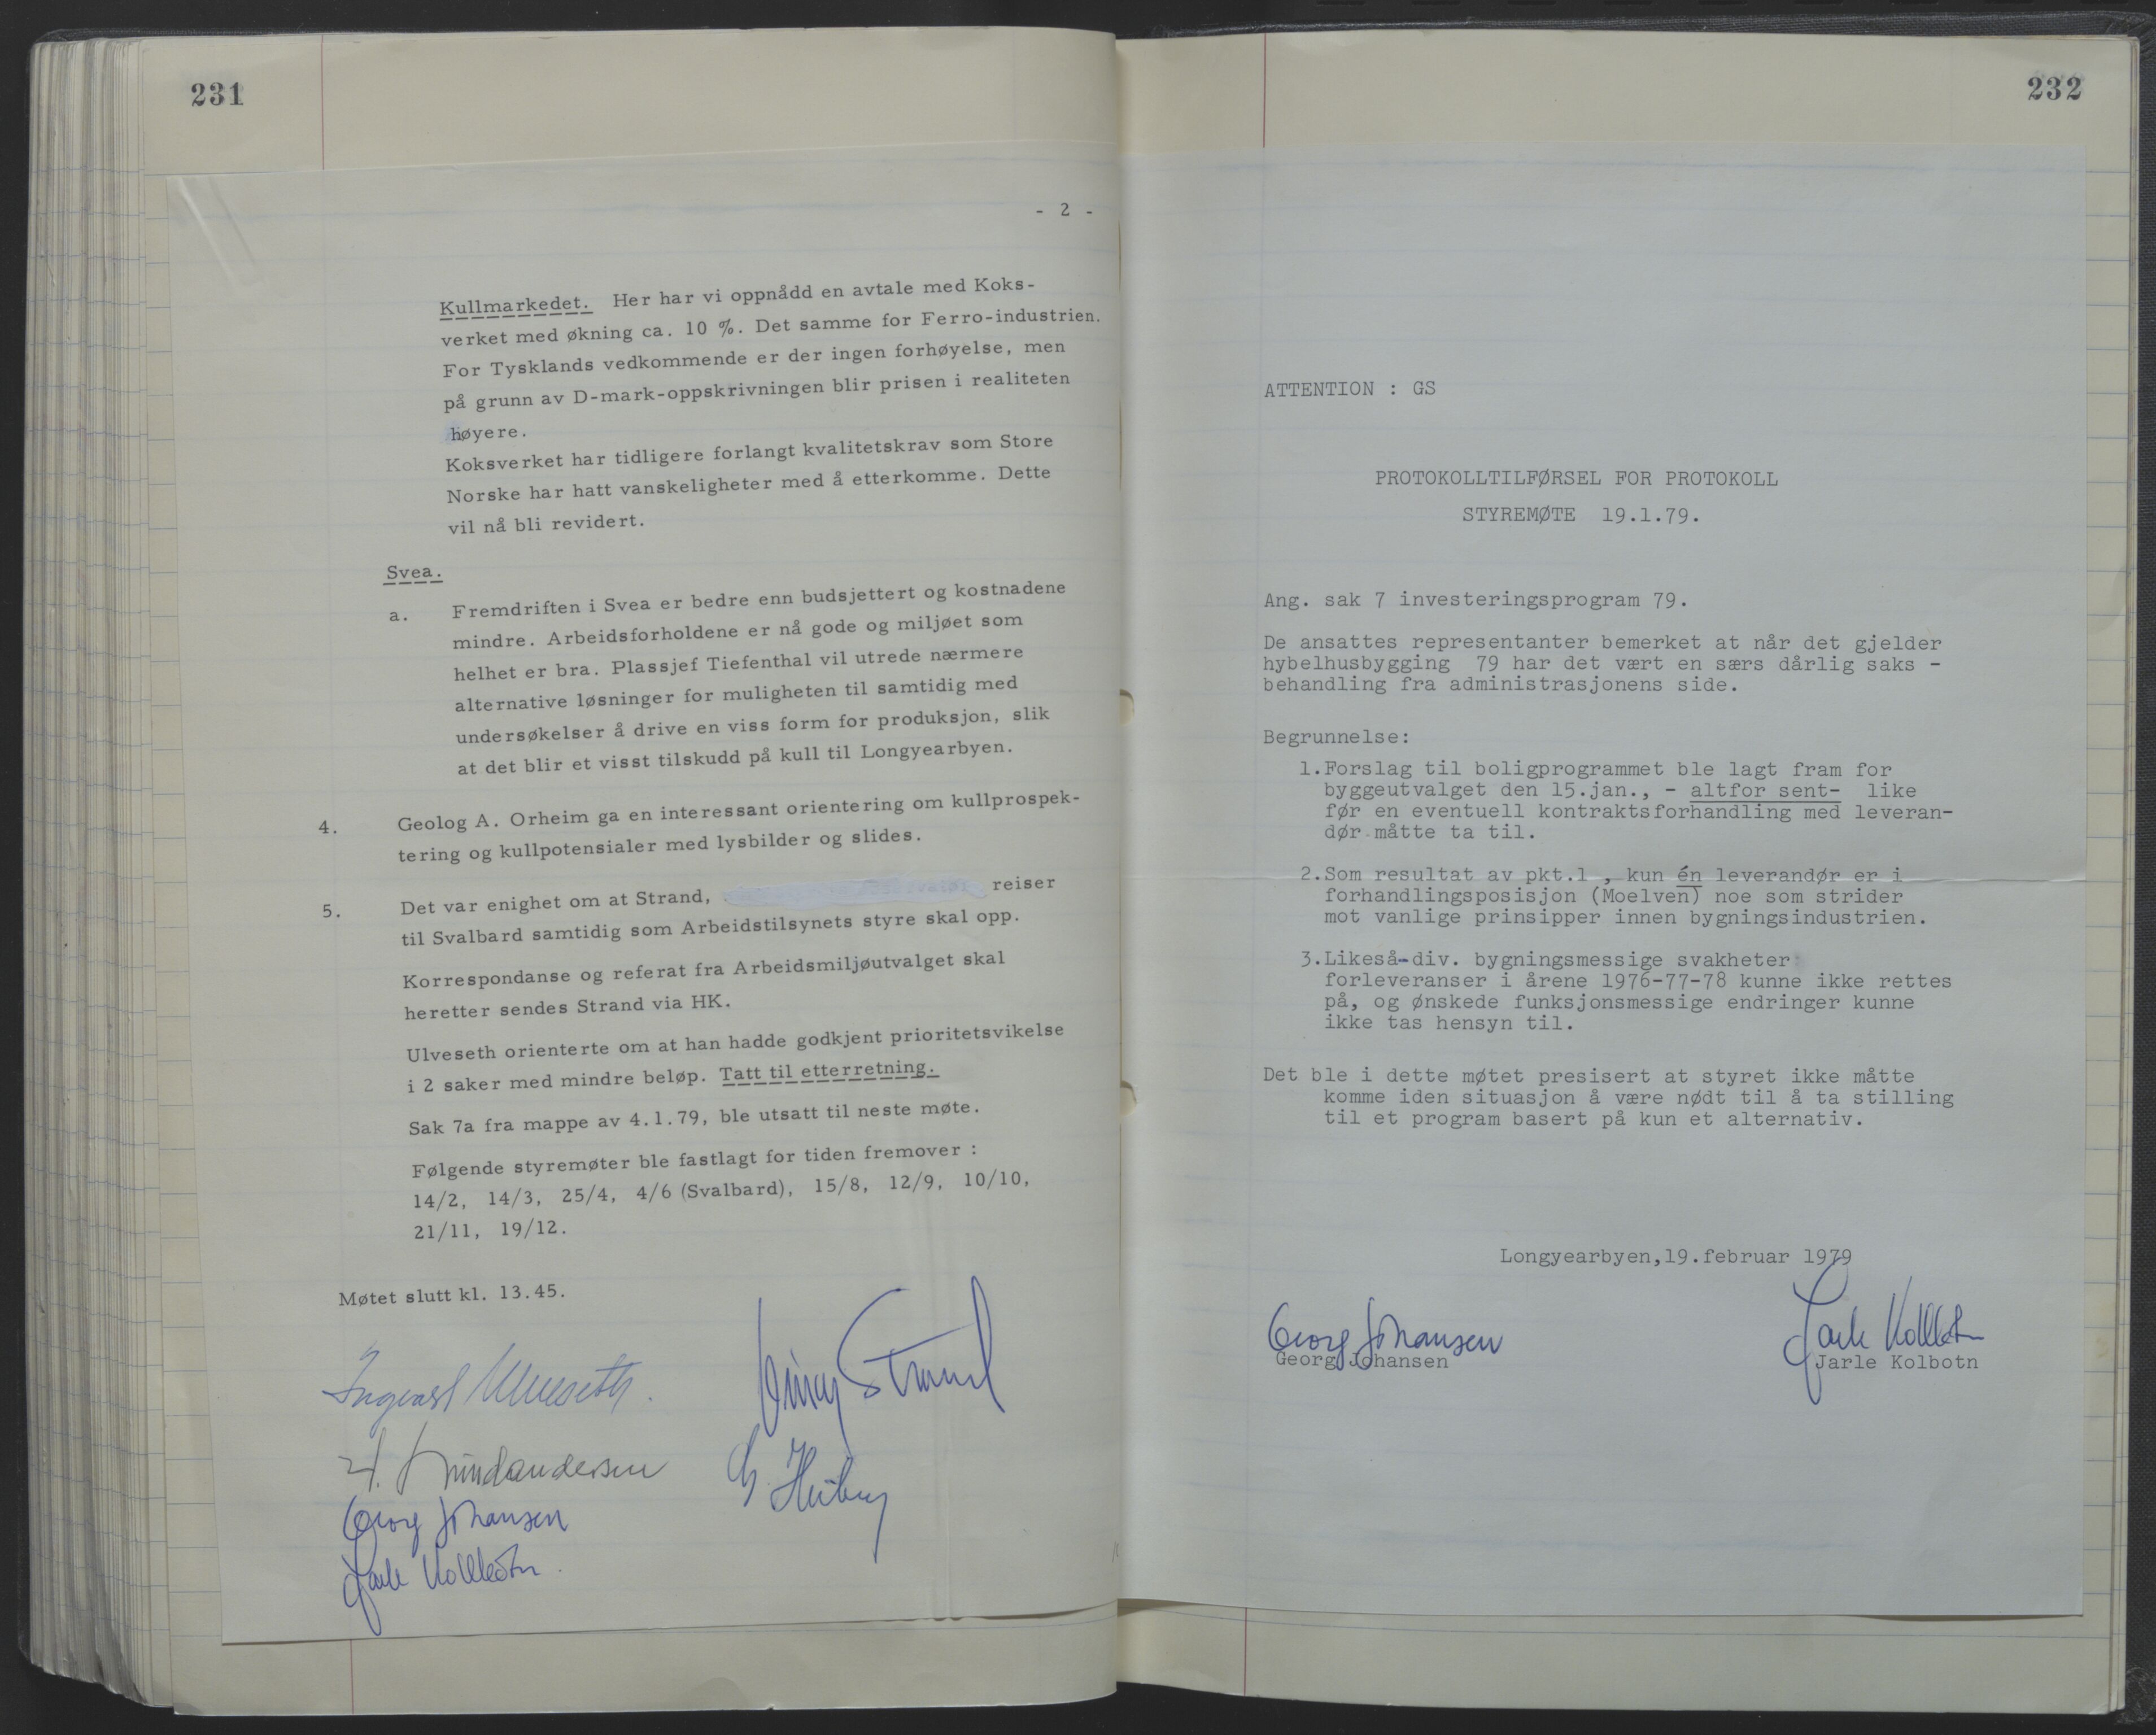 231
- 2 -
Kullmarkedet. Her har vi oppnådd en avtale med Koks-
verket med økning ca. 10 %. Det samme for Ferro-industrien.
For Tysklands vedkommende er der ingen forhøyelse, men
på grunn av D-mark-oppskrivningen blir prisen i realiteten
høyere.
Koksverket har tidligere forlangt kvalitetskrav som Store
Norske har hatt vanskeligheter med å etterkomme. Dette
vil nå bli revidert.
Svea.
a. Fremdriften i Svea er bedre enn budsjettert og kostnadene
mindre. Arbeidsforholdene er nå gode og miljøet som
helhet er bra. Plassjef Tiefenthal vil utrede nærmere
alternative løsninger for muligheten til samtidig med
undersøkelser å drive en viss form for produksjon, slik
at det blir et visst tilskudd på kull til Longyearbyen.
4. Geolog A. Orheim ga en interessant orientering om kullprospek-
tering og kullpotensialer med lysbilder og slides.
5. Det var enighet om at Strand, reiser
til Svalbard samtidig som Arbeidstilsynets styre skal opp.
Korrespondanse og referat fra Arbeidsmiljøutvalget skal
heretter sendes Strand via HK.
Ulveseth orienterte om at han hadde godkjent prioritetsvikelse
i 2 saker med mindre beløp. Tatt til etterretning.
Sak 7a fra mappe av 4.1.79, ble utsatt til neste møte.
Følgende styremøter ble fastlagt for tiden fremover :
14/2, 14/3, 25/4, 4/6 (Svalbard), 15/8, 12/9, 10/10,
21/11, 19/12.
Møtet slutt kl. 13.45.
Ingvald Ulveseth.
Strand
Georg Johansen
Jarle Kolbotn.
232
ATTENTION : GS
PROTOKOLLTILFØRSEL FOR PROTOKOLL
STYREMØTE 19.1.79.
Ang. sak 7 investeringsprogram 79.
De ansattes representanter bemerket at når det gjelder
hybelhusbygging 79 har det vært en særs dårlig saks -
behandling fra administrasjonens side.
Begrunnelse:
1.Forslag til boligprogrammet ble lagt fram for
byggeutvalget den 15.jan., - altfor sent- like
før en eventuell kontraktsforhandling med leveran-
dør måtte ta til.
2.Som resultat av pkt.1 , kun én leverandør er i
forhandlingsposisjon (Moelven) noe som strider
mot vanlige prinsipper innen bygningsindustrien.
3.Likeså-div. bygningsmessige svakheter
forleveranser i årene 1976-77-78 kunne ikke rettes
på, og ønskede funksjonsmessige endringer kunne
ikke tas hensyn til.
Det ble i dette møtet presisert at styret ikke måtte
komme iden situasjon å være nødt til å ta stilling
til et program basert på kun et alternativ.
Longyearbyen,19.februar 1979
Georg Johansen Jarle Kolbotn
Georg Johansen Jarle Kolbotn